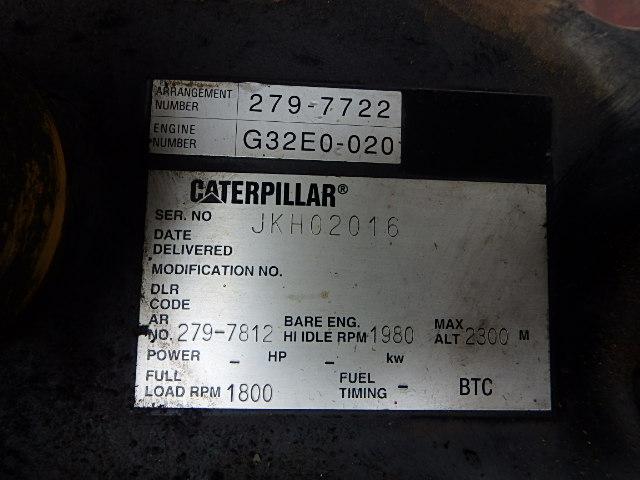 ARRANGEMENT NUMBER 279-7722
ENGINE NUMBER G32E0-020
CATERPILLAR®
SER. NO JKH02016
DATE DELIVERED
MODIFICATION NO.
DLR CODE
AR NO. 279-7812 BARE ENG. HI IDLE RPM 1980 MAX ALT 2300 M
POWER - HP - kw
FULL LOAD RPM 1800 FUEL TIMING - BTC